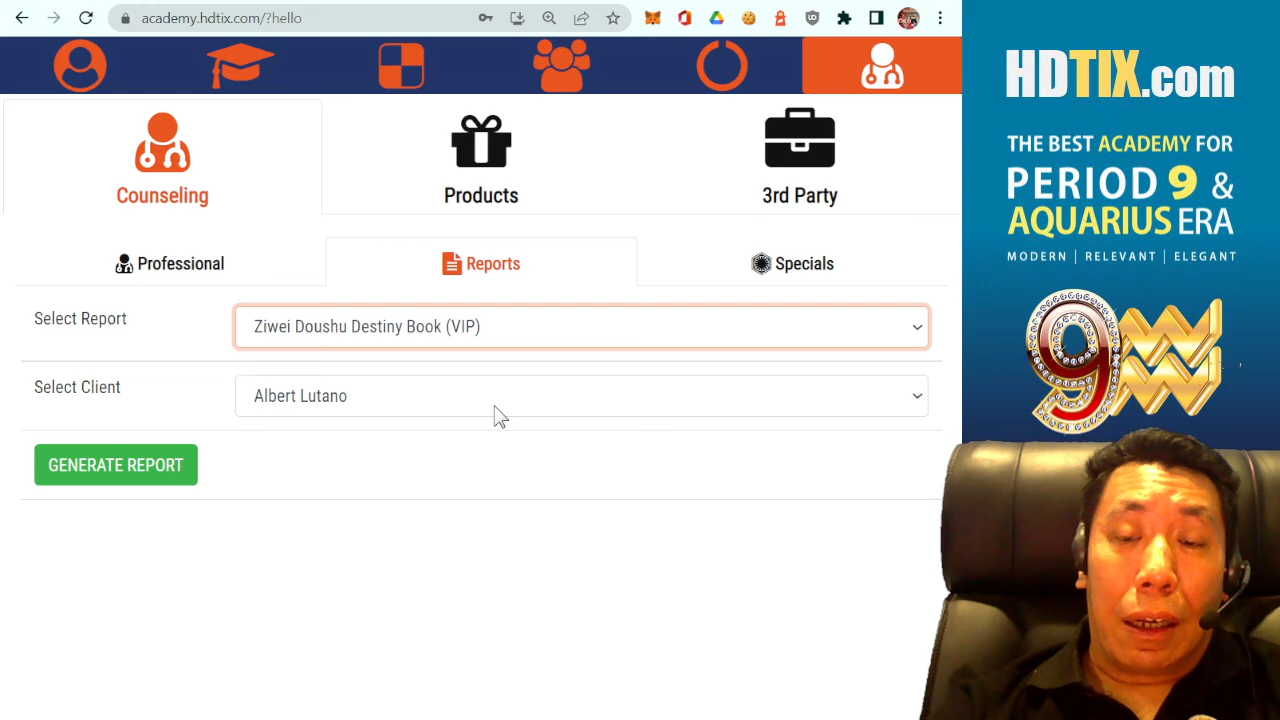 academy.hdtix.com/?hello
Counseling
Products
3rd Party
Professional
Reports
Specials
Select Report
Ziwei Doushu Destiny Book (VIP)
Select Client
Albert Lutano
GENERATE REPORT
HDTIX.com
THE BEST ACADEMY FOR
PERIOD 9 &
AQUARIUS ERA
MODERN | RELEVANT | ELEGANT
9